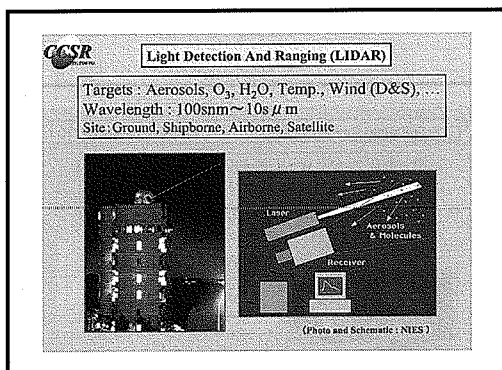 CCSR
Light Detection And Ranging (LIDAR)
Targets : Aerosols, O₃, H₂O, Temp., Wind (D&S), …
Wavelength : 100snm～10s μ m
Site: Ground, Shipborne, Airborne, Satellite
Laser
Aerosols
& Molecules
Receiver
(Photo and Schematic : NIES )